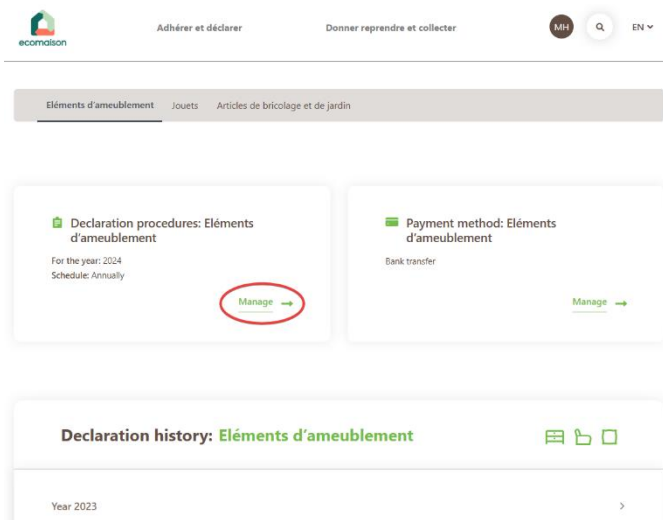 ecomaison
Adhérer et déclarer
Donner reprendre et collecter
MH
EN
Eléments d'ameublement
Jouets
Articles de bricolage et de jardin
Declaration procedures: Eléments
d'ameublement
For the year: 2024
Schedule: Annually
Manage →
Payment method: Eléments
d'ameublement
Bank transfer
Manage →
Declaration history: Eléments d'ameublement
Year 2023